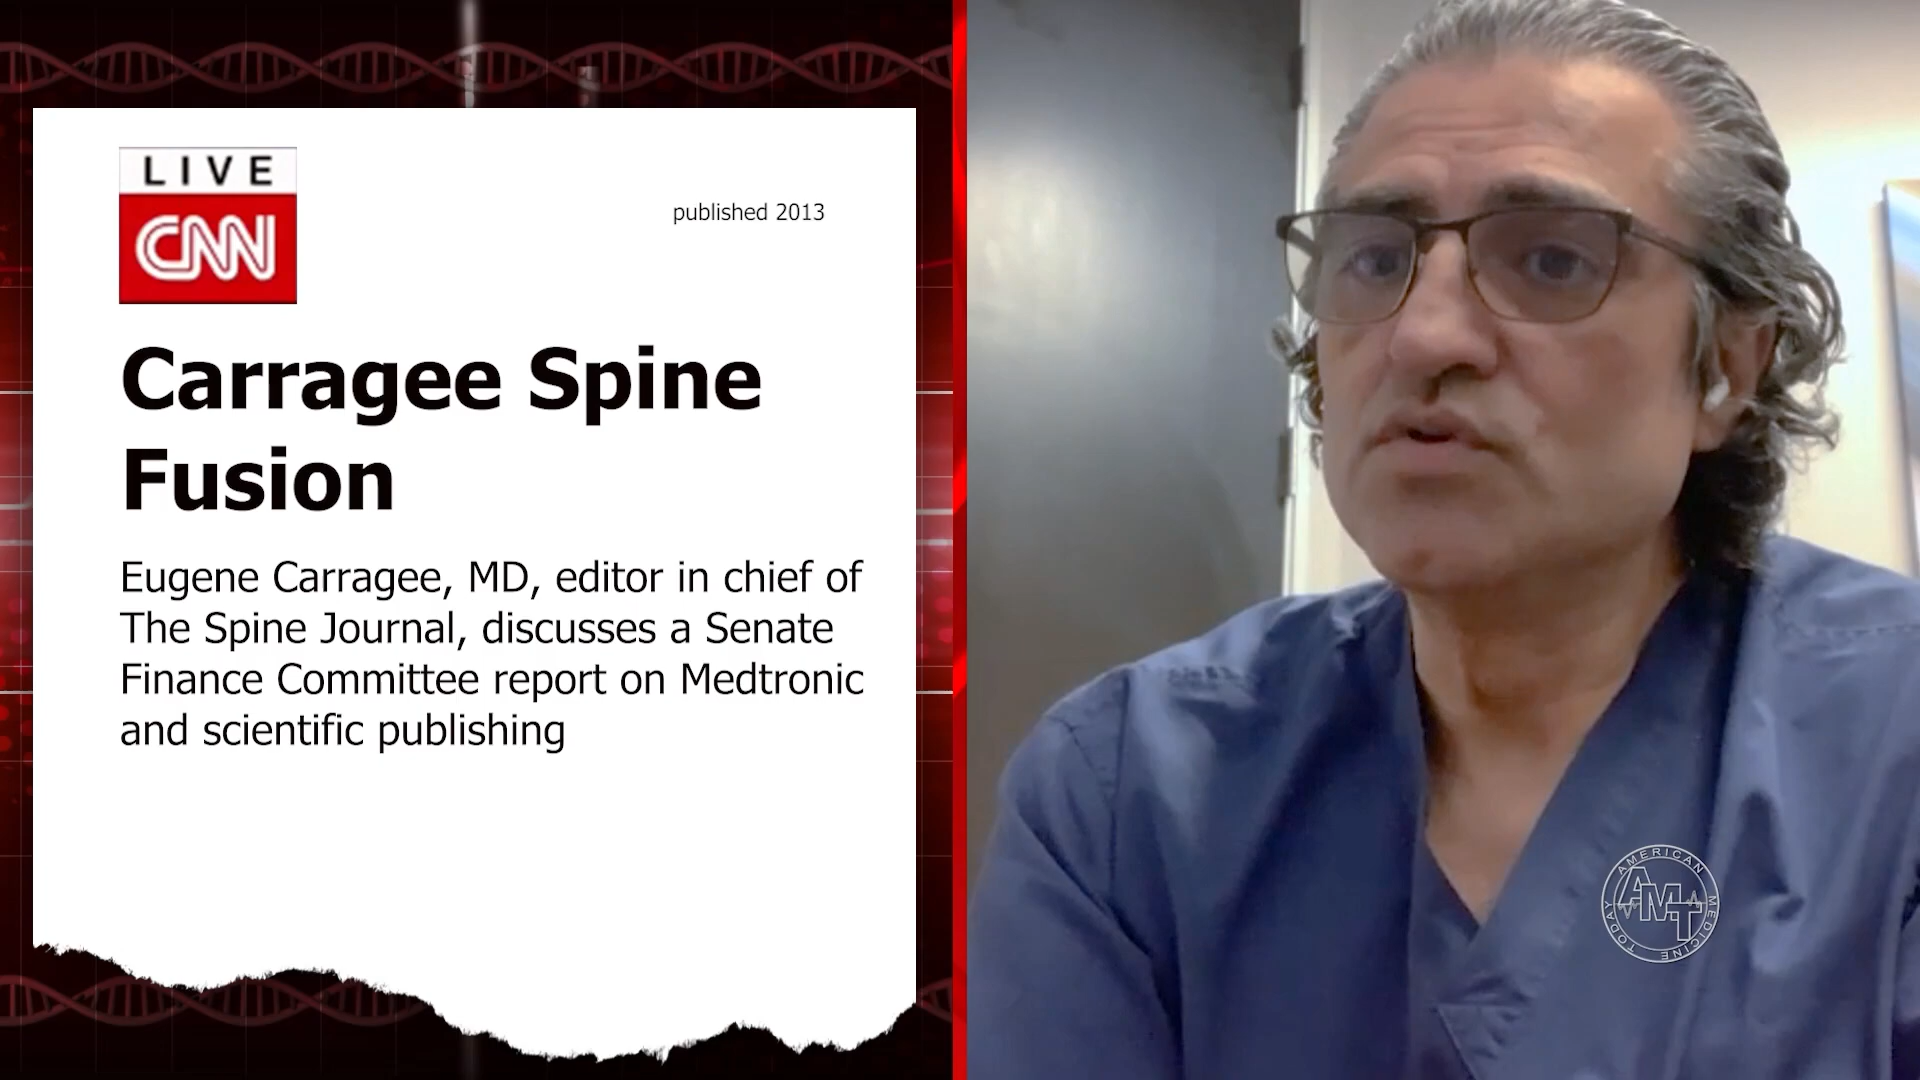 LIVE
CNN
published 2013
Carragee Spine
Fusion
Eugene Carragee, MD, editor in chief of
The Spine Journal, discusses a Senate
Finance Committee report on Medtronic
and scientific publishing
AMERICAN
MEDICINE
TODAY
AMT